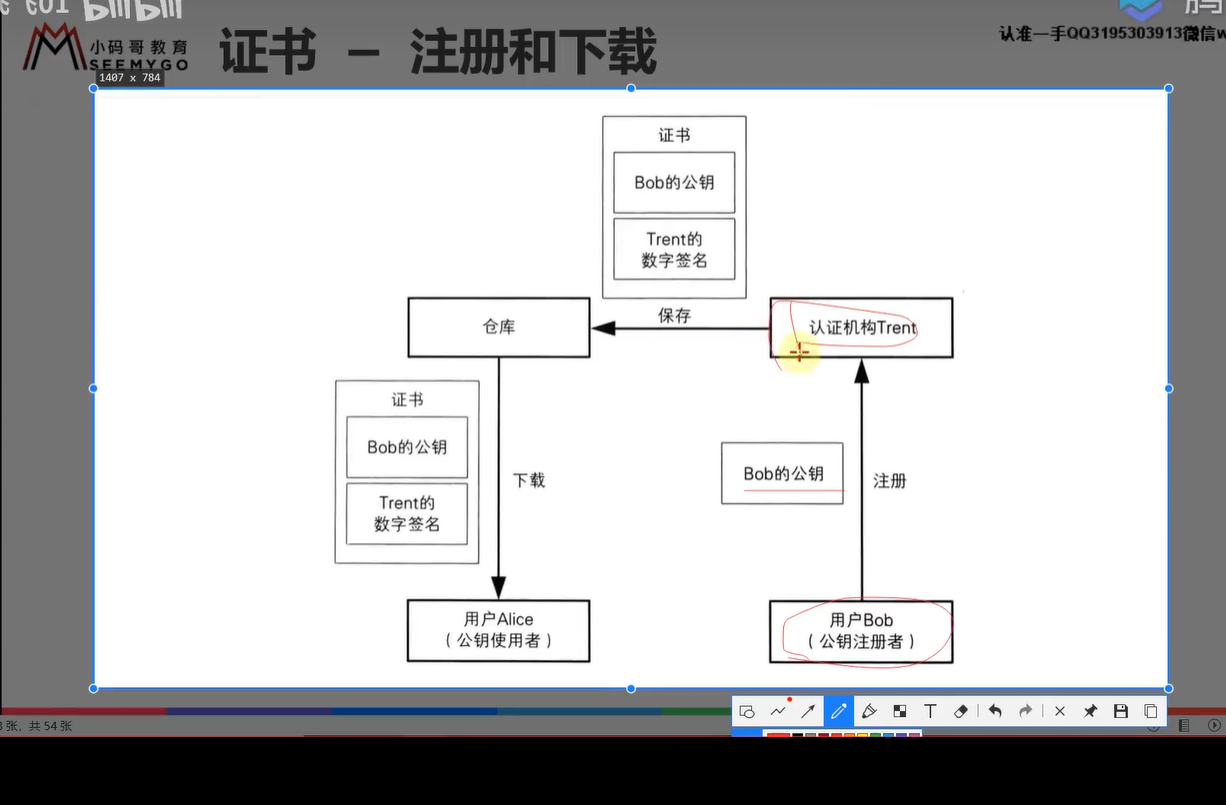 bilibili
腾
小码哥教育
SEEMYGO
证书 - 注册和下载
认准一手QQ3195303913微信w
1407 x 784
证书
Bob的公钥
Trent的
数字签名
仓库
保存
认证机构Trent
证书
Bob的公钥
Trent的
数字签名
下载
Bob的公钥
注册
用户Alice
（公钥使用者）
用户Bob
（公钥注册者）
张，共 54 张